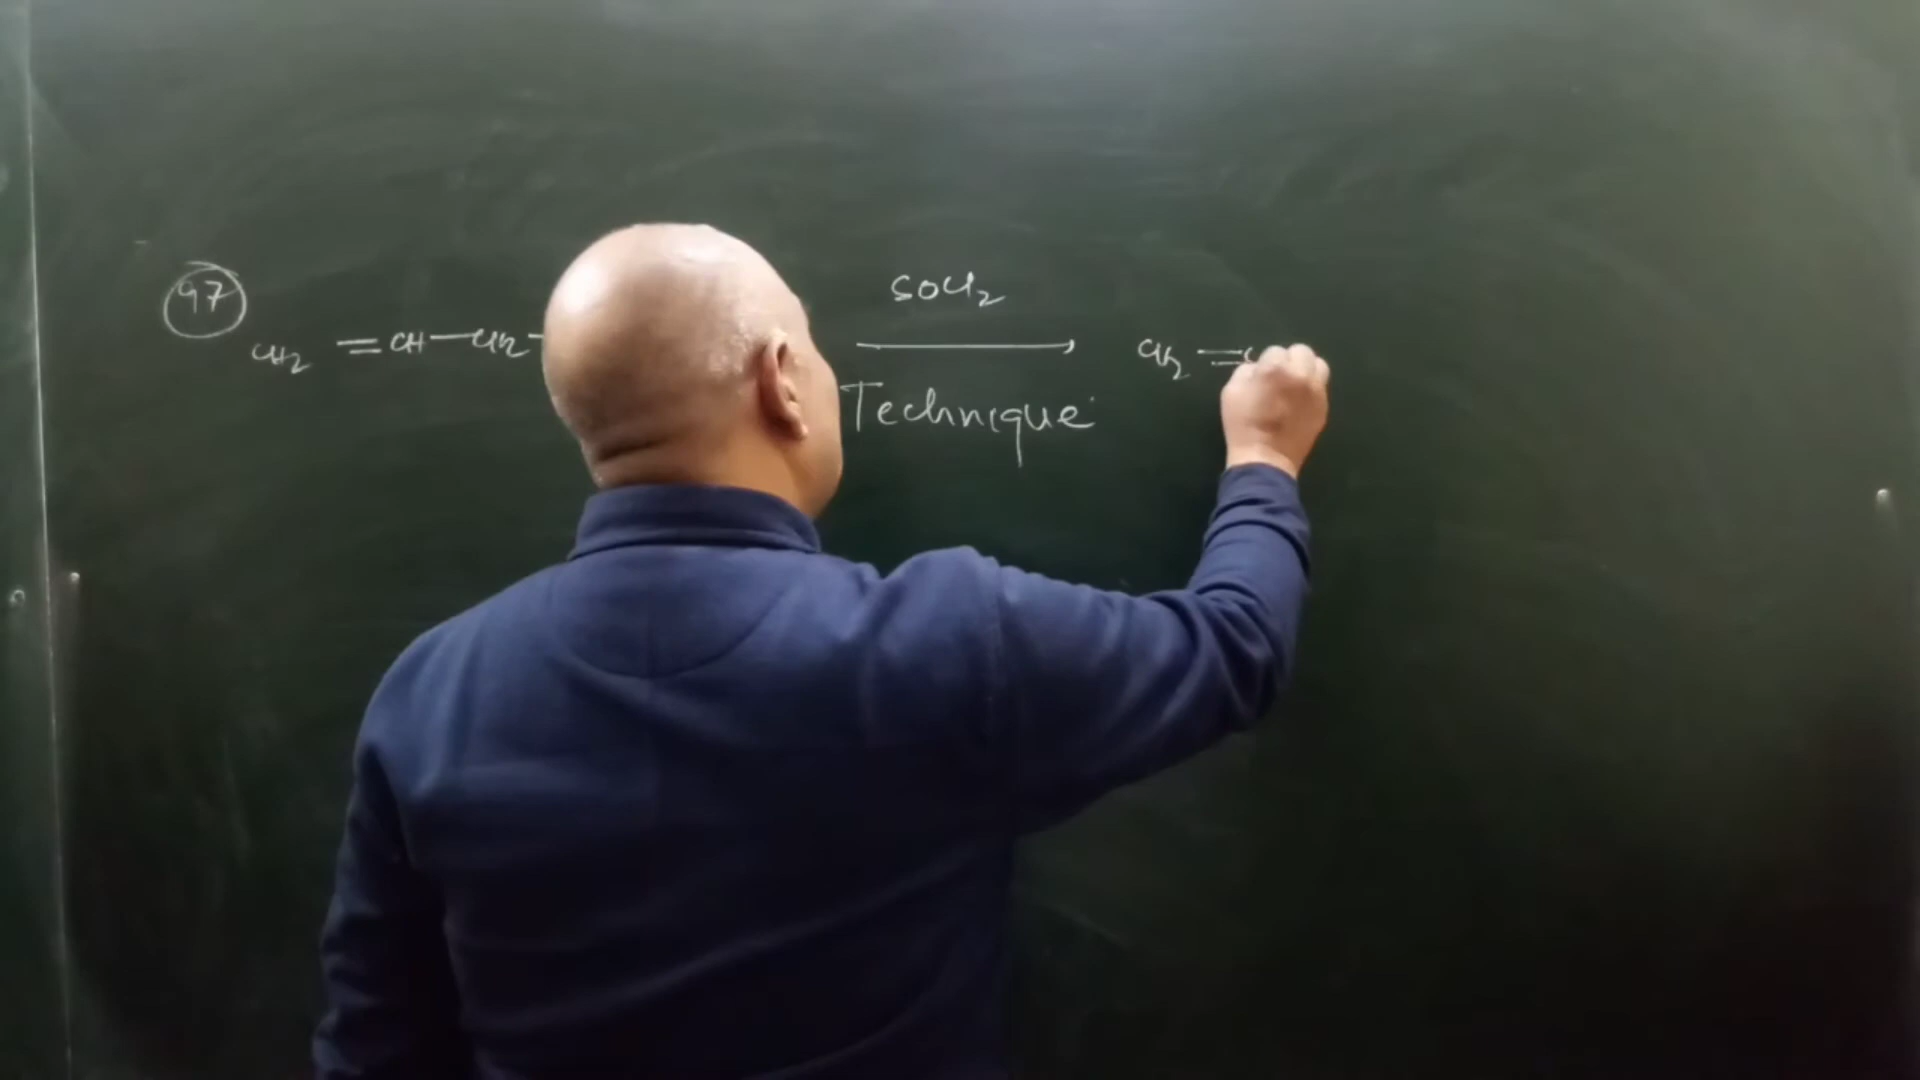 97
CH2 = CH — CH2 —
SOCl2
CH2 =
Technique